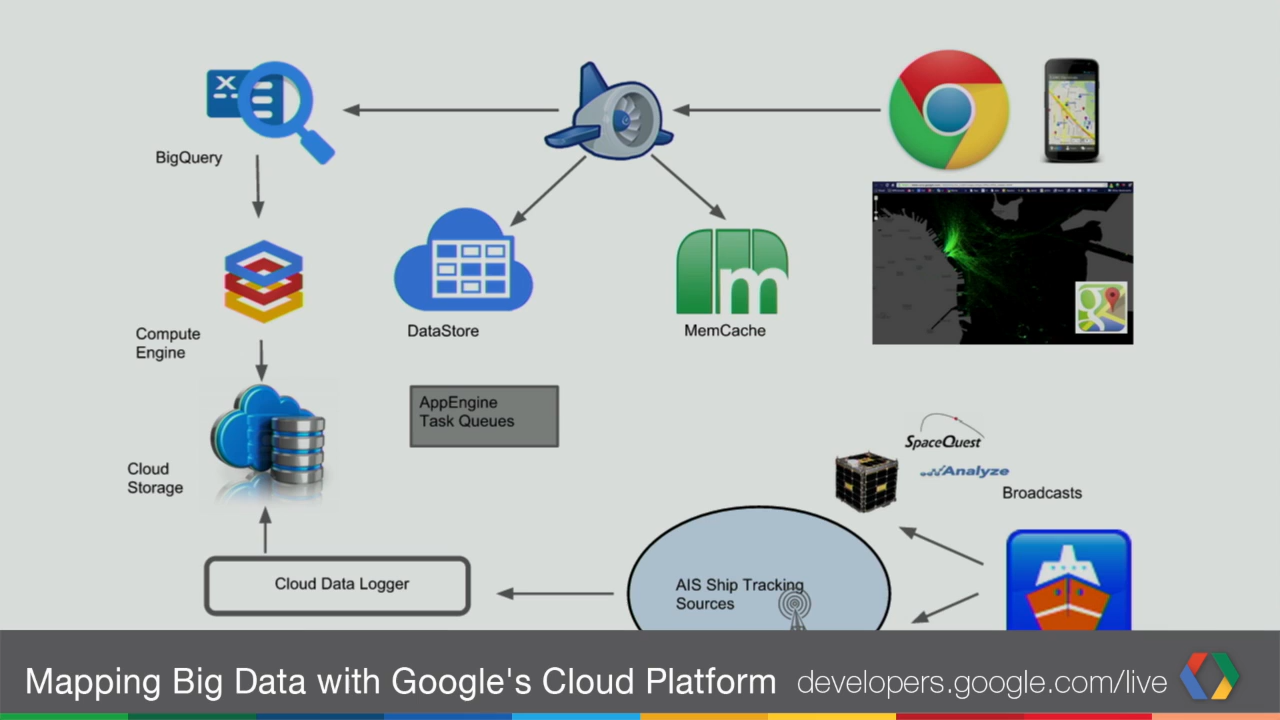 BigQuery
DataStore
MemCache
Compute
Engine
AppEngine
Task Queues
Cloud
Storage
SpaceQuest
Analyze
Broadcasts
Cloud Data Logger
AIS Ship Tracking
Sources
Mapping Big Data with Google's Cloud Platform
developers.google.com/live